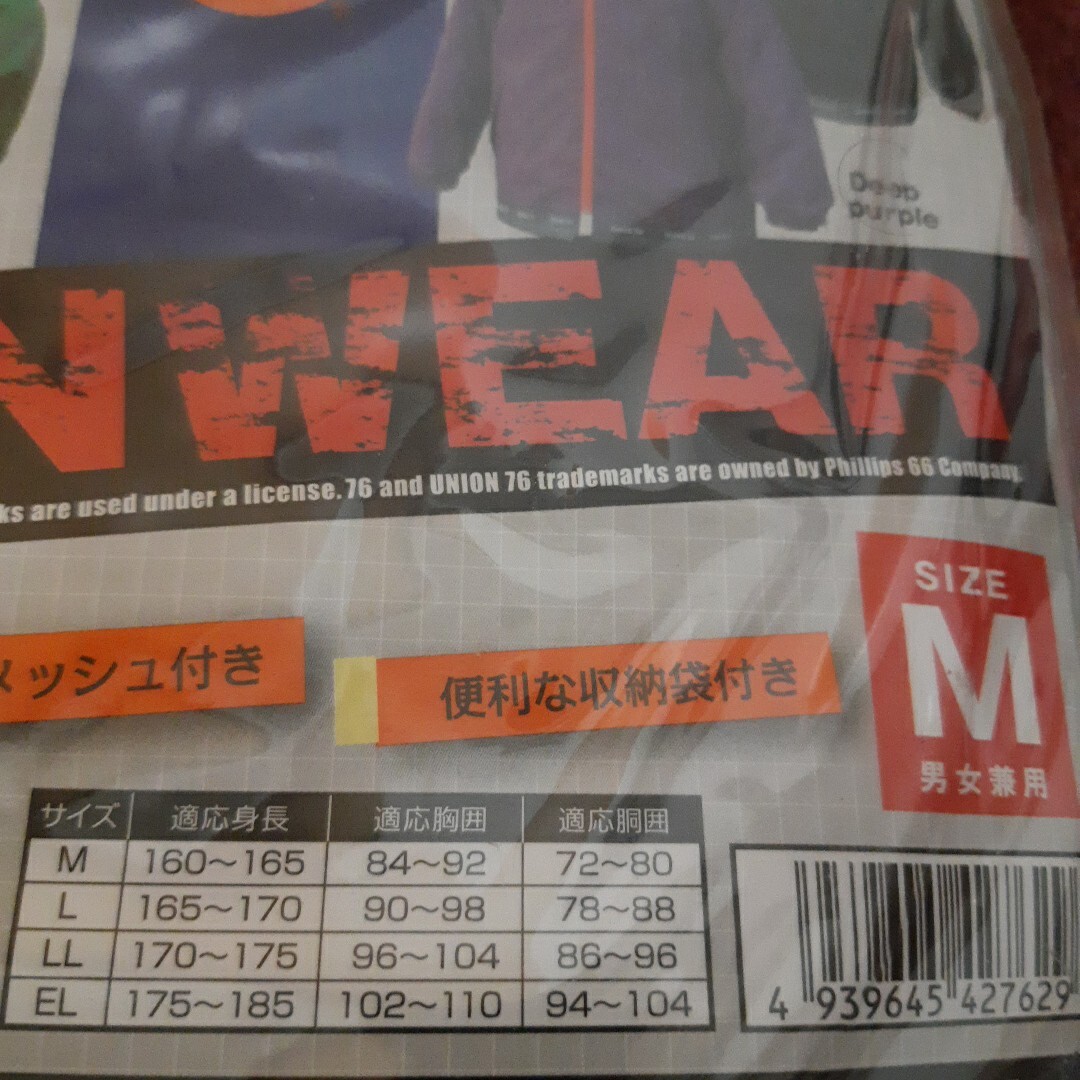 Deep
purple
NWEAR
ks are used under a license. 76 and UNION 76 trademarks are owned by Phillips 66 Company.
SIZE
M
男女兼用
メッシュ付き
便利な収納袋付き
サイズ 適応身長 適応胸囲 適応胴囲
M 160〜165 84〜92 72〜80
L 165〜170 90〜98 78〜88
LL 170〜175 96〜104 86〜96
EL 175〜185 102〜110 94〜104
4 939645 427629